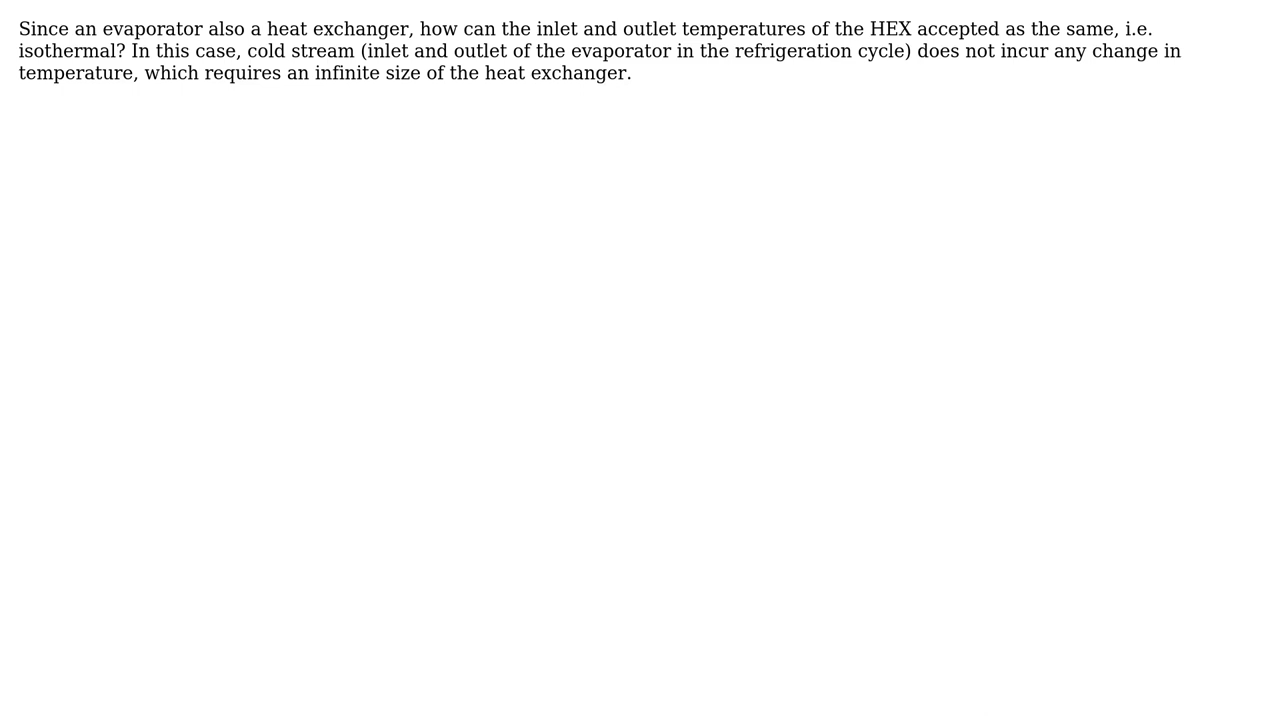 Since an evaporator also a heat exchanger, how can the inlet and outlet temperatures of the HEX accepted as the same, i.e.
isothermal? In this case, cold stream (inlet and outlet of the evaporator in the refrigeration cycle) does not incur any change in
temperature, which requires an infinite size of the heat exchanger.